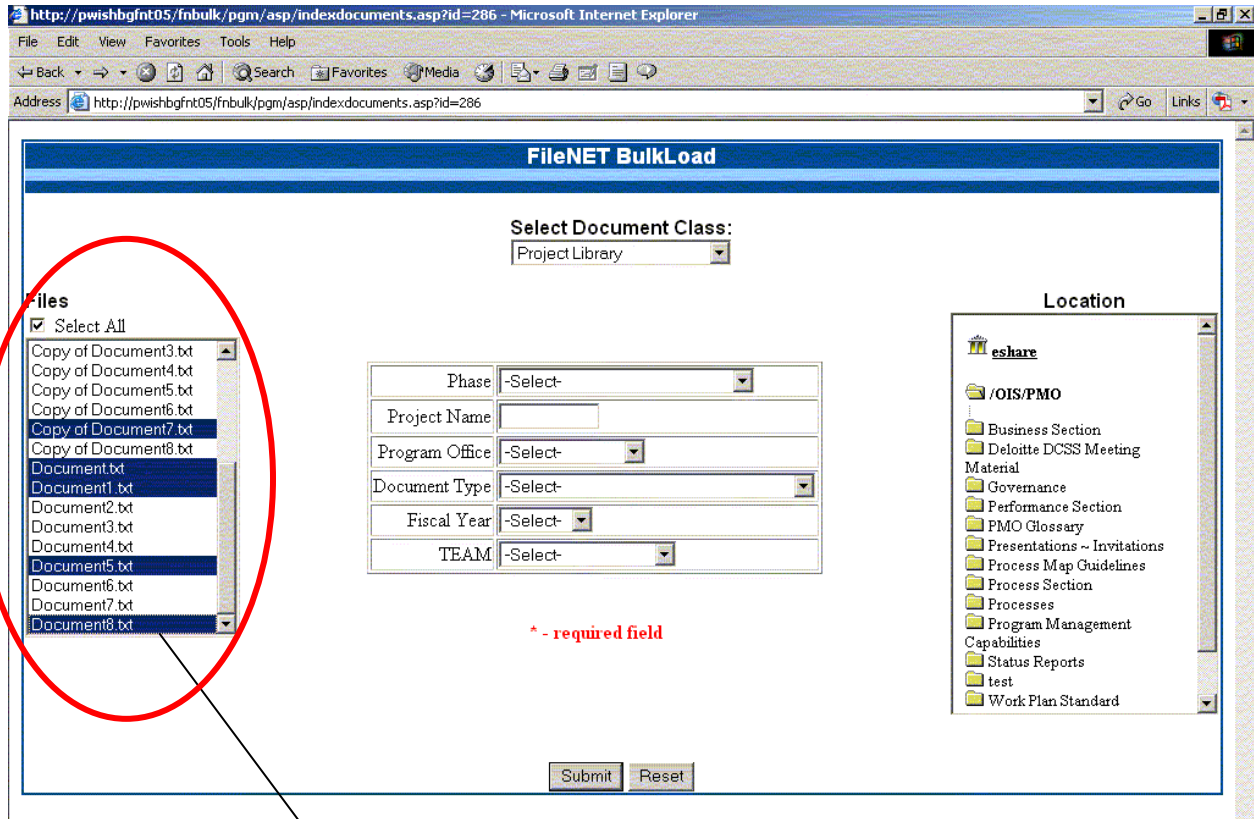 http://pwishbgfnt05/fnbulk/pgm/asp/indexdocuments.asp?id=286 - Microsoft Internet Explorer
File Edit View Favorites Tools Help
Back Search Favorites Media
Address http://pwishbgfnt05/fnbulk/pgm/asp/indexdocuments.asp?id=286 Go Links
FileNET BulkLoad
Select Document Class:
Project Library
Files
Select All
Copy of Document3.txt
Copy of Document4.txt
Copy of Document5.txt
Copy of Document6.txt
Copy of Document7.txt
Copy of Document8.txt
Document.txt
Document1.txt
Document2.txt
Document3.txt
Document4.txt
Document5.txt
Document6.txt
Document7.txt
Document8.txt
Phase -Select-
Project Name
Program Office -Select-
Document Type -Select-
Fiscal Year -Select-
TEAM -Select-
* - required field
Location
eshare
/OIS/PMO
Business Section
Deloitte DCSS Meeting
Material
Governance
Performance Section
PMO Glossary
Presentations ~ Invitations
Process Map Guidelines
Process Section
Processes
Program Management
Capabilities
Status Reports
test
Work Plan Standard
Submit Reset